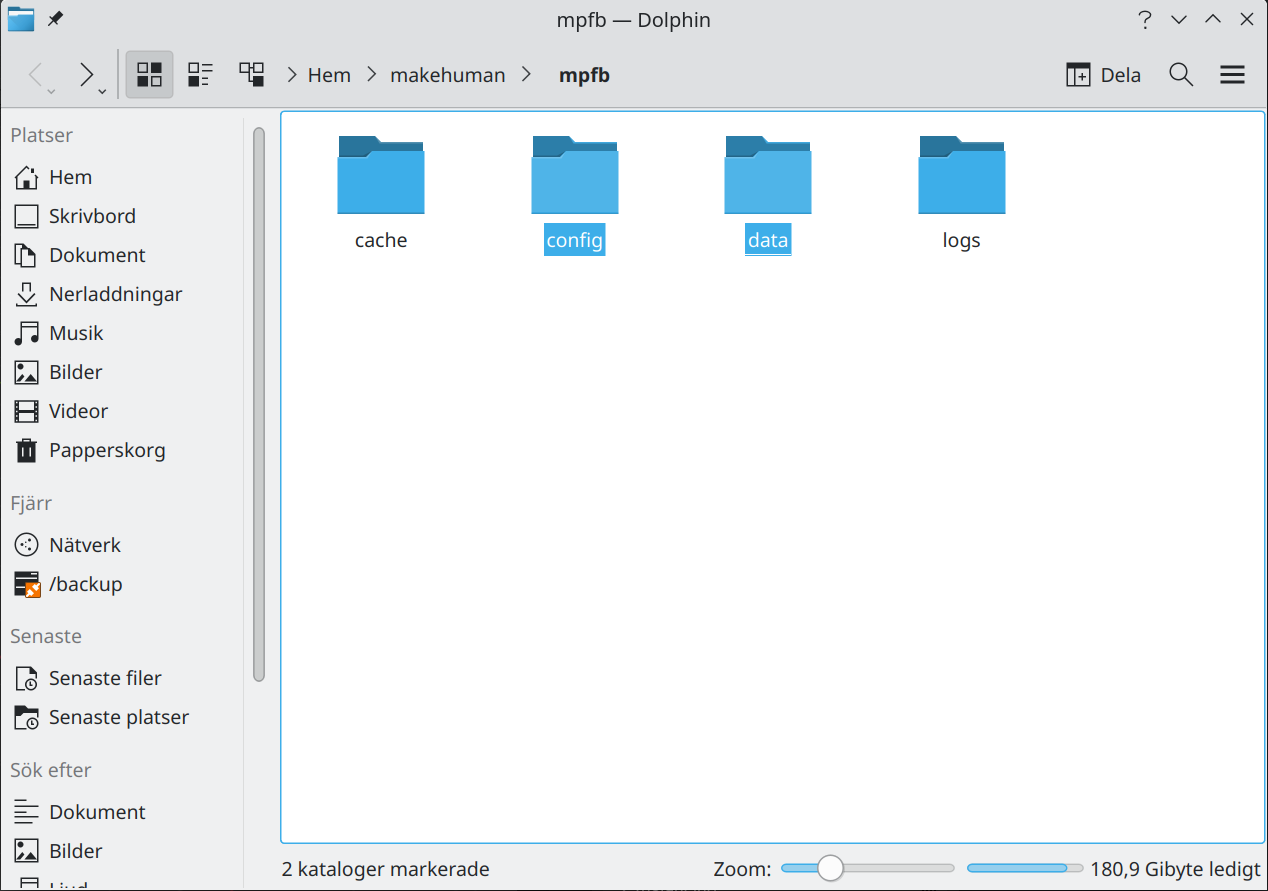 mpfb — Dolphin
Hem
makehuman
mpfb
Dela
Platser
Hem
Skrivbord
Dokument
Nerladdningar
Musik
Bilder
Videor
Papperskorg
Fjärr
Nätverk
/backup
Senaste
Senaste filer
Senaste platser
Sök efter
Dokument
Bilder
cache
config
data
logs
2 kataloger markerade
Zoom:
180,9 Gibyte ledigt